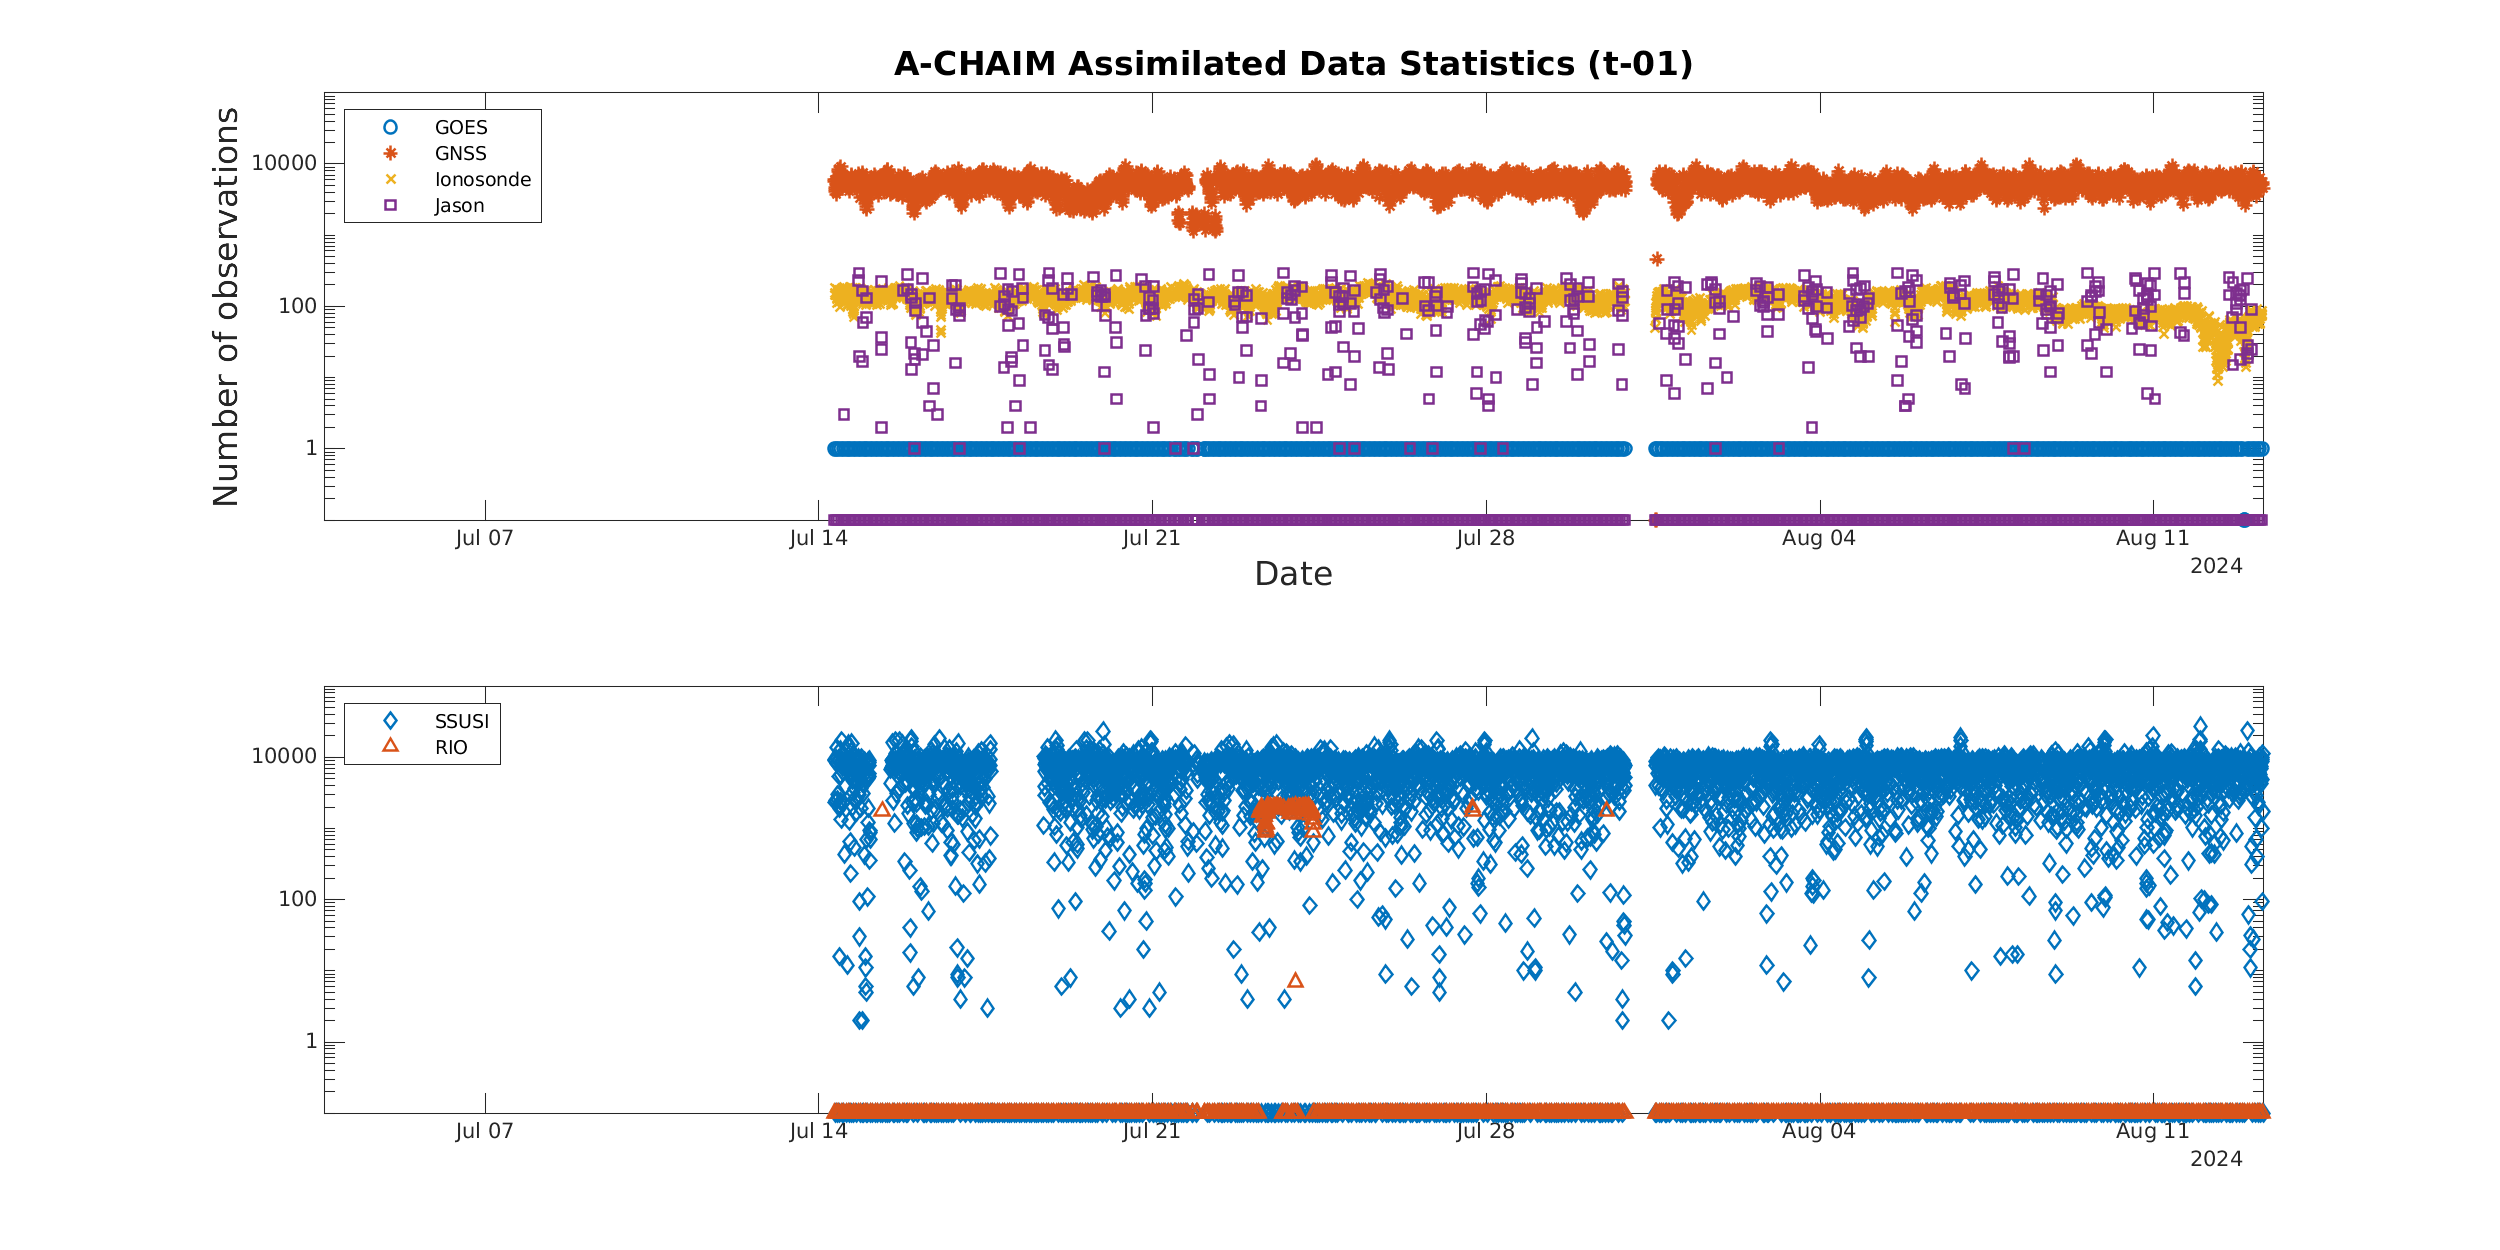 A-CHAIM Assimilated Data Statistics (t-01)
Number of observations
10000
100
1
GOES
GNSS
Ionosonde
Jason
Jul 07
Jul 14
Jul 21
Jul 28
Aug 04
Aug 11
2024
Date
10000
100
1
SSUSI
RIO
Jul 07
Jul 14
Jul 21
Jul 28
Aug 04
Aug 11
2024